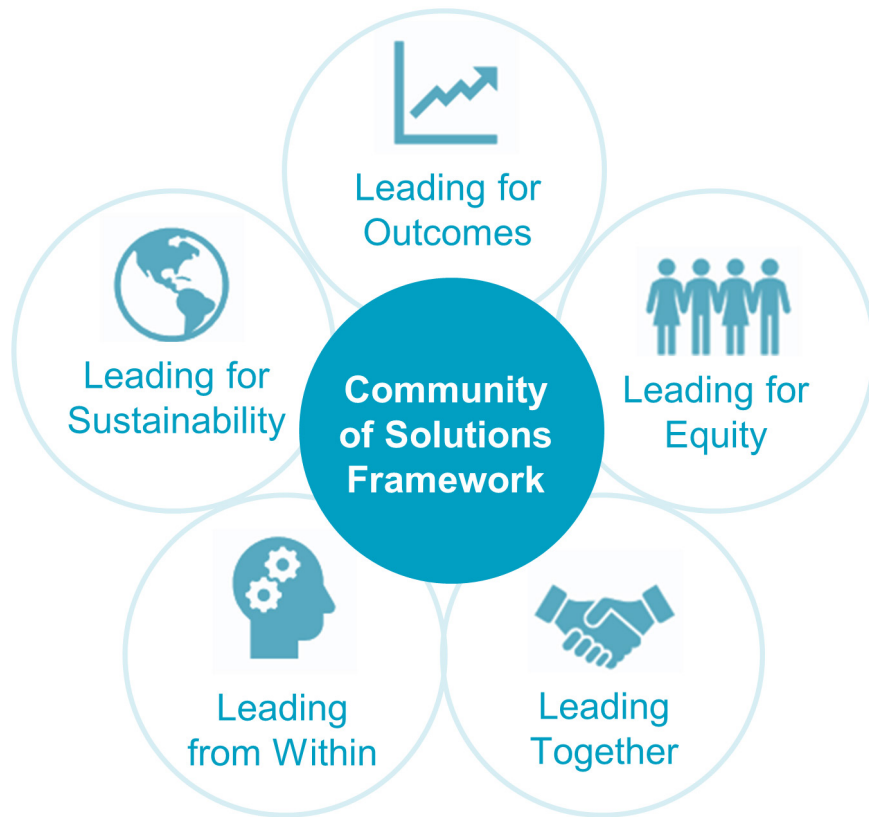 Leading for
Outcomes
Leading for
Sustainability
Community
of Solutions
Framework
Leading for
Equity
Leading
from Within
Leading
Together